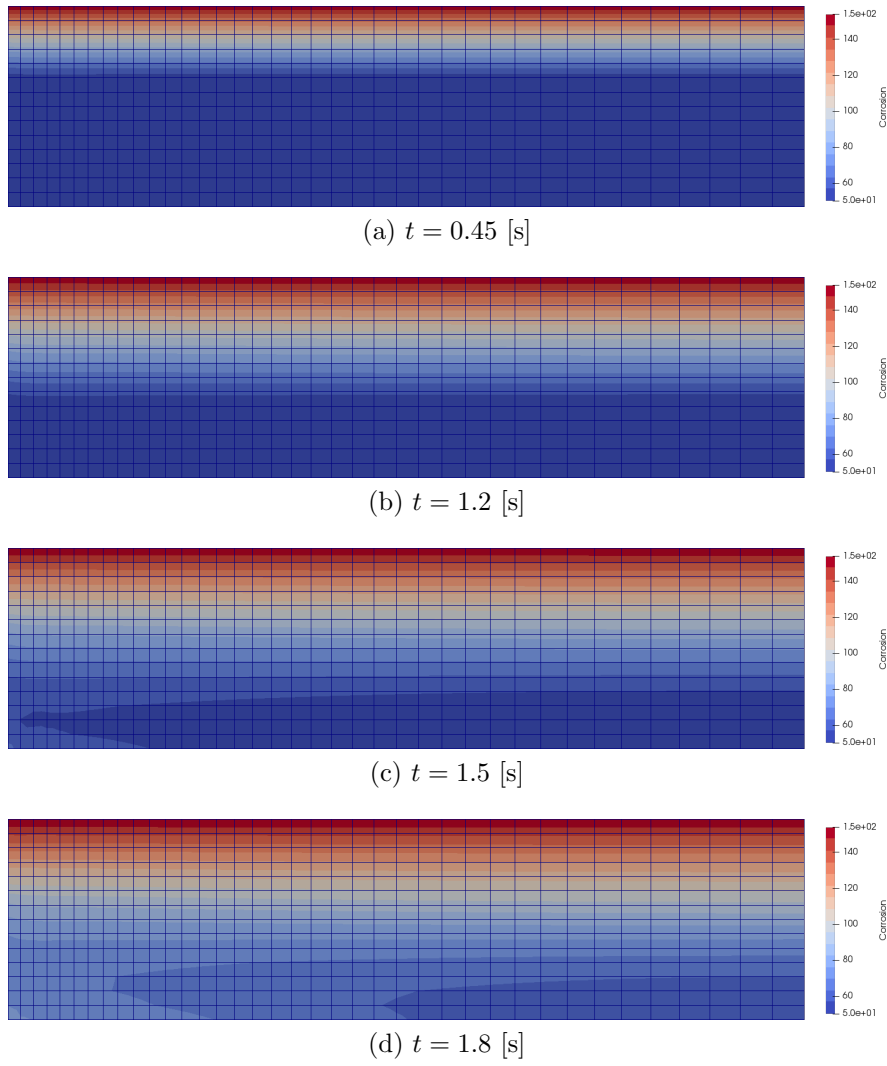 1.5e+02
140
120
100
80
60
5.0e+01
Corrosion
(a) t = 0.45 [s]
1.5e+02
140
120
100
80
60
5.0e+01
Corrosion
(b) t = 1.2 [s]
1.5e+02
140
120
100
80
60
5.0e+01
Corrosion
(c) t = 1.5 [s]
1.5e+02
140
120
100
80
60
5.0e+01
Corrosion
(d) t = 1.8 [s]